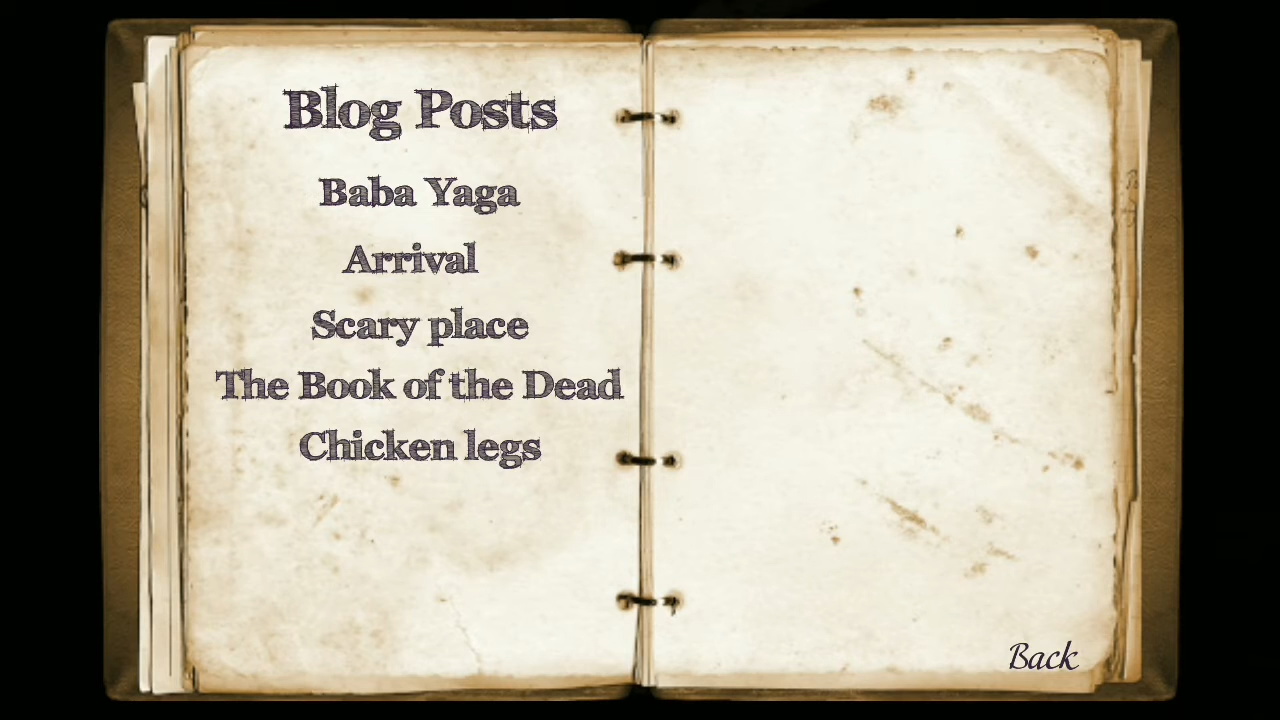 Blog Posts
Baba Yaga
Arrival
Scary place
The Book of the Dead
Chicken legs
Back